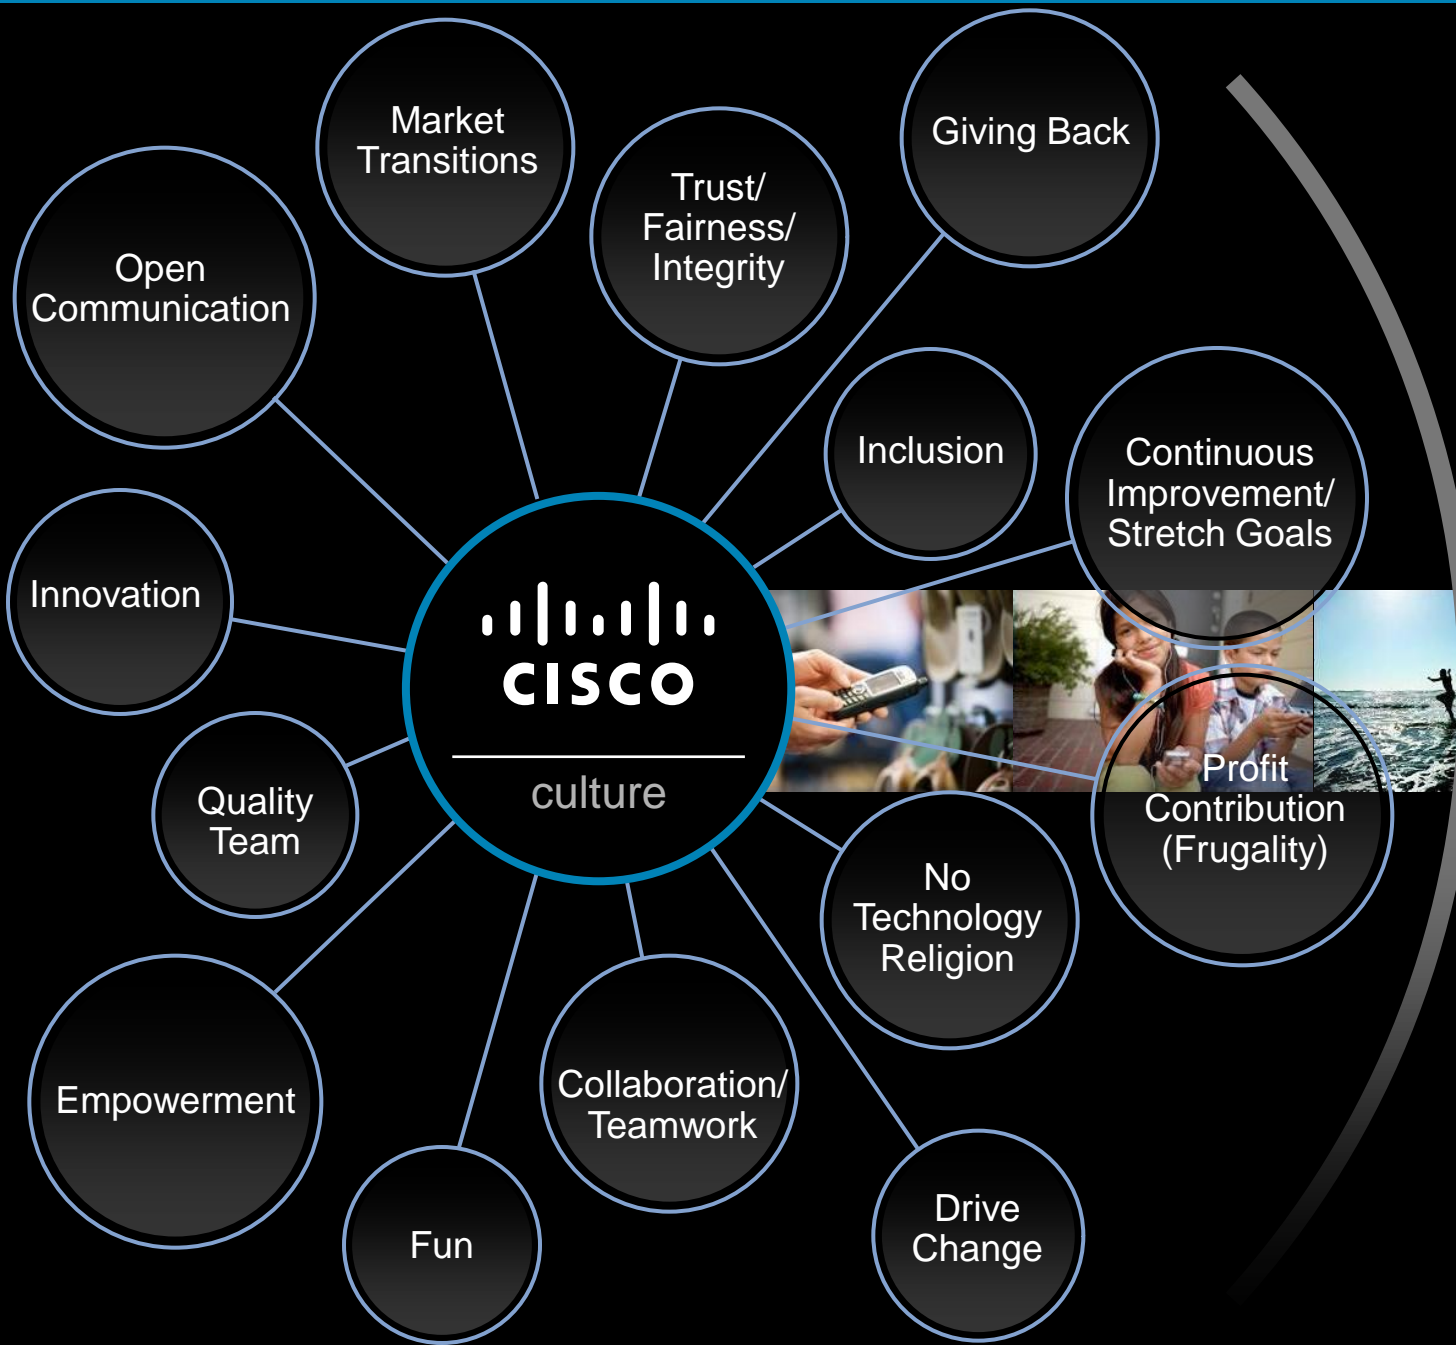 Market
Transitions
Giving Back
Trust/
Fairness/
Integrity
Open
Communication
Inclusion
Continuous
Improvement/
Stretch Goals
Innovation
CISCO
culture
Quality
Team
Profit
Contribution
(Frugality)
No
Technology
Religion
Empowerment
Collaboration/
Teamwork
Fun
Drive
Change